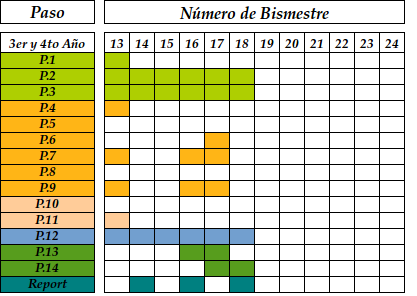 Paso Número de Bismestre
3er y 4to Año 13 14 15 16 17 18 19 20 21 22 23 24
P.1
P.2
P.3
P.4
P.5
P.6
P.7
P.8
P.9
P.10
P.11
P.12
P.13
P.14
Report